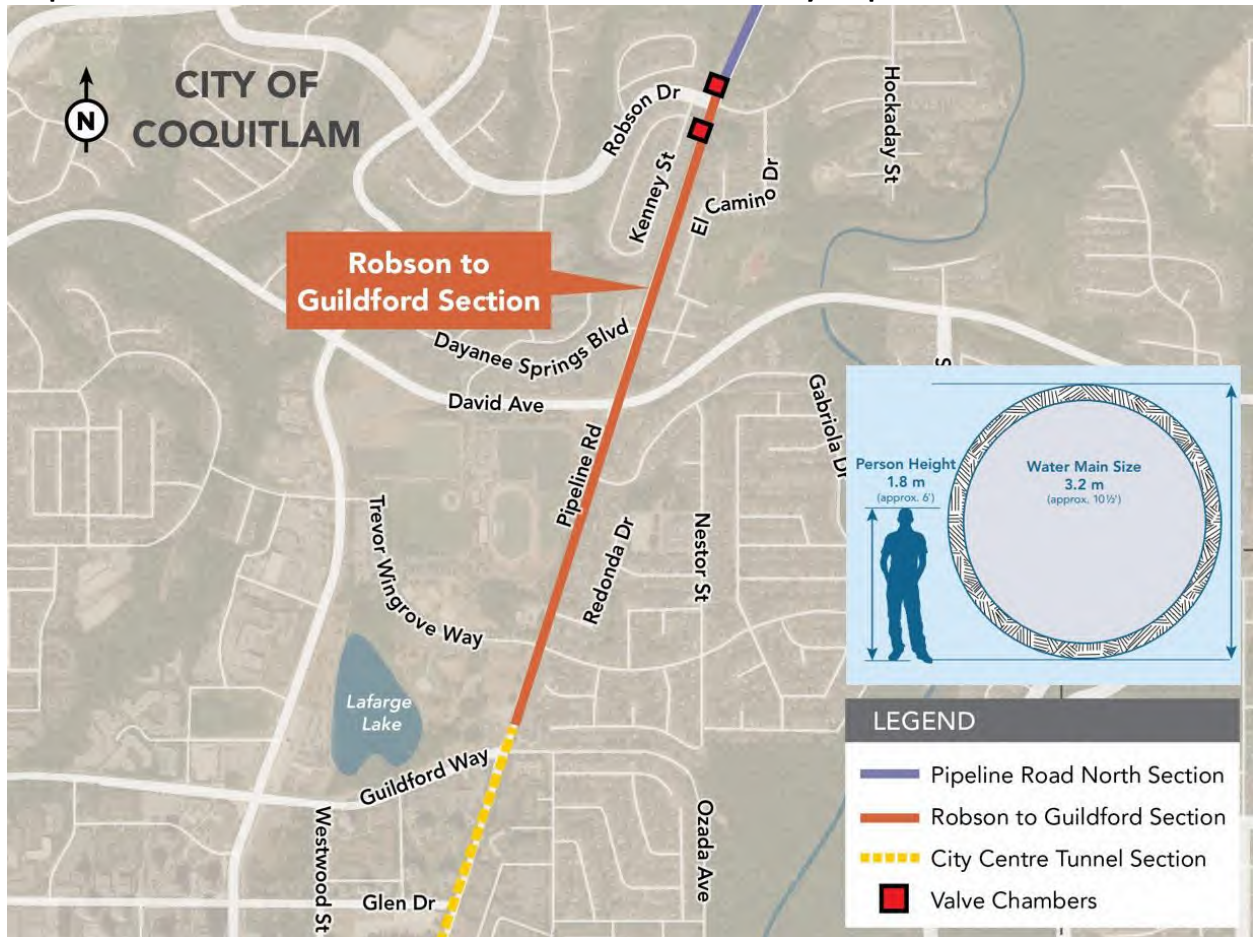 CITY OF
COQUITLAM
N
Robson Dr
Hockaday St
Kenney St
El Camino Dr
Robson to
Guildford Section
Dayanee Springs Blvd
David Ave
Gabriola Dr
S
Pipeline Rd
Person Height
1.8 m
(approx. 6')
Water Main Size
3.2 m
(approx. 10 ½')
Trevor Wingrove Way
Redonda Dr
Nestor St
Lafarge
Lake
Guildford Way
Westwood St
Ozada Ave
Glen Dr
LEGEND
Pipeline Road North Section
Robson to Guildford Section
City Centre Tunnel Section
Valve Chambers